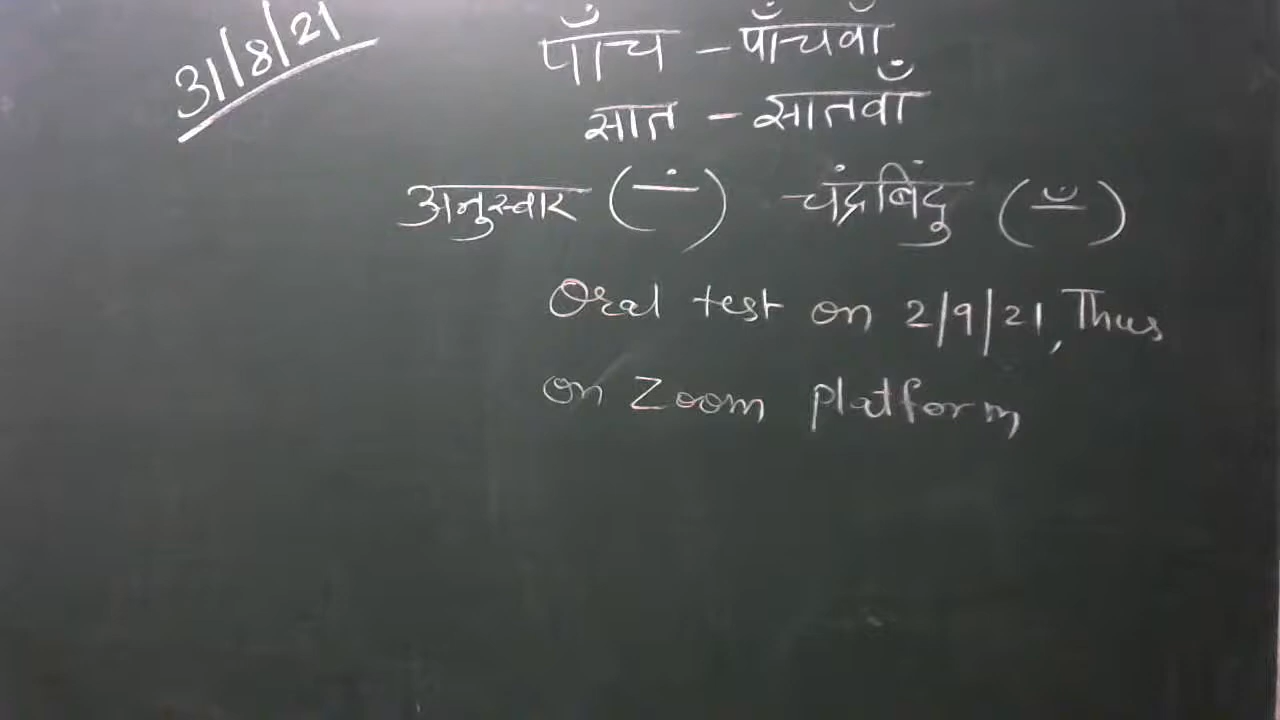 31/8/21
पाँच - पाँचवाँ
सात - सातवाँ
अनुस्वार (—ं) चंद्रबिंदु (—ँ)
Oral test on 2/9/21, Thus
on Zoom platform